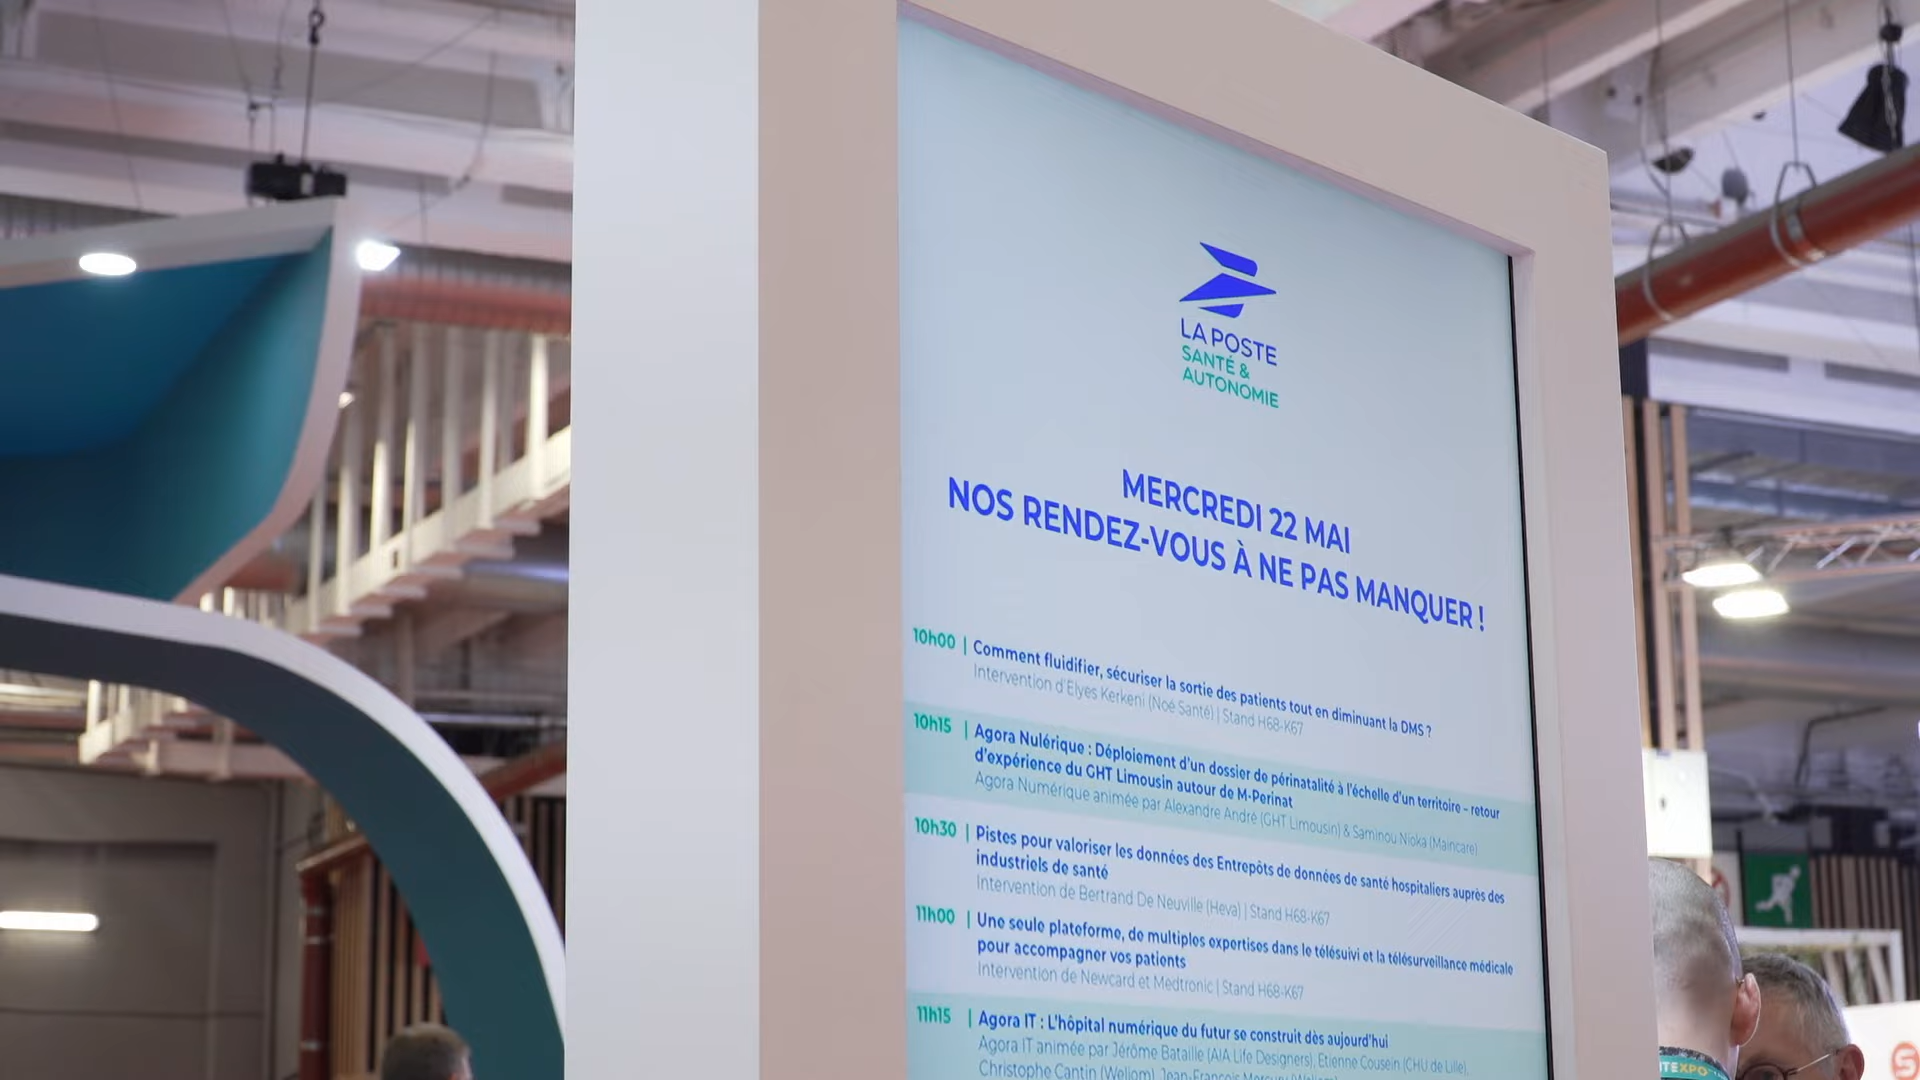 LA POSTE
SANTÉ &
AUTONOMIE
MERCREDI 22 MAI
NOS RENDEZ-VOUS À NE PAS MANQUER !
10h00 | Comment fluidifier, sécuriser la sortie des patients tout en diminuant la DMS ?
Intervention d'Elyes Kerkeni (Noé Santé) | Stand H68-K67
10h15 | Agora Nulérique : Déploiement d'un dossier de périnatalité à l'échelle d'un territoire - retour
d'expérience du GHT Limousin autour de M-Perinat
Agora Numérique animée par Alexandre André (GHT Limousin) & Saminou Nioka (Maincare)
10h30 | Pistes pour valoriser les données des Entrepôts de données de santé hospitaliers auprès des
industriels de santé
Intervention de Bertrand De Neuville (Heva) | Stand H68-K67
11h00 | Une seule plateforme, de multiples expertises dans le télésuivi et la télésurveillance médicale
pour accompagner vos patients
Intervention de Newcard et Medtronic | Stand H68-K67
11h15 | Agora IT : L'hôpital numérique du futur se construit dès aujourd'hui
Agora IT animée par Jérôme Bataille (AIA Life Designers), Etienne Cousein (CHU de Lille),
Christophe Cantin (Weliom), Jean-François